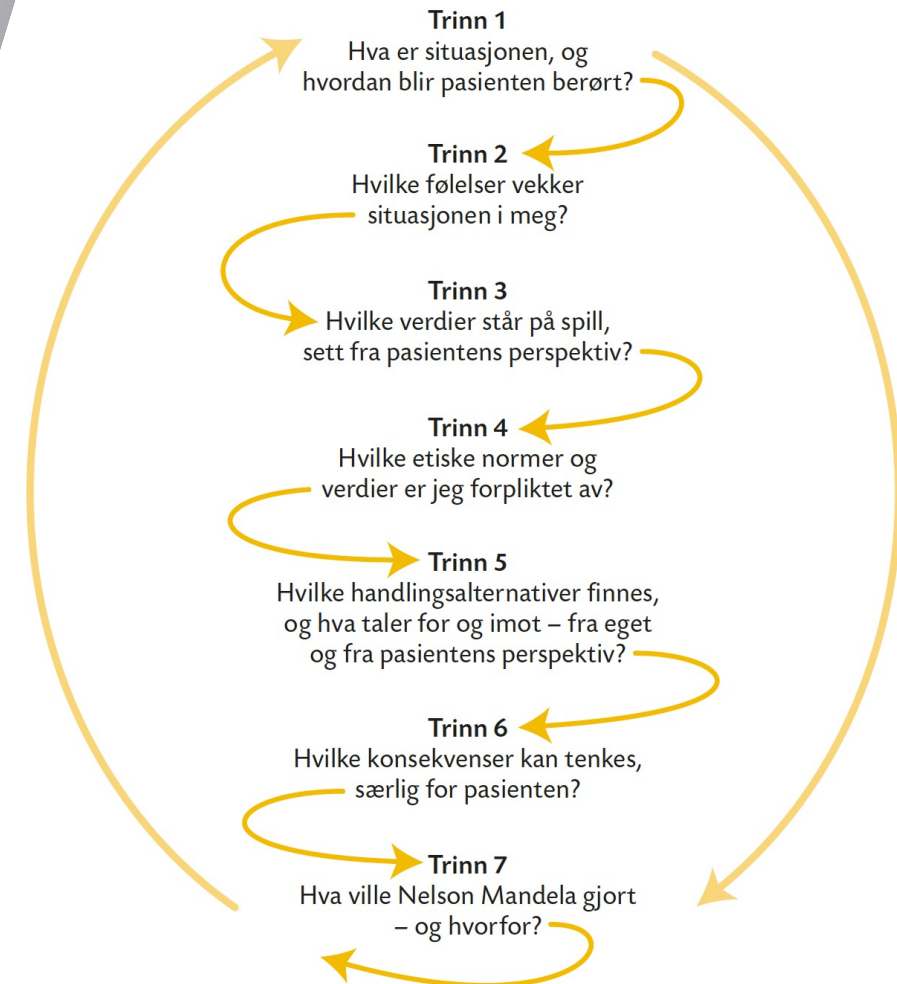 Trinn 1
Hva er situasjonen, og
hvordan blir pasienten berørt?
Trinn 2
Hvilke følelser vekker
situasjonen i meg?
Trinn 3
Hvilke verdier står på spill,
sett fra pasientens perspektiv?
Trinn 4
Hvilke etiske normer og
verdier er jeg forpliktet av?
Trinn 5
Hvilke handlingsalternativer finnes,
og hva taler for og imot – fra eget
og fra pasientens perspektiv?
Trinn 6
Hvilke konsekvenser kan tenkes,
særlig for pasienten?
Trinn 7
Hva ville Nelson Mandela gjort
– og hvorfor?